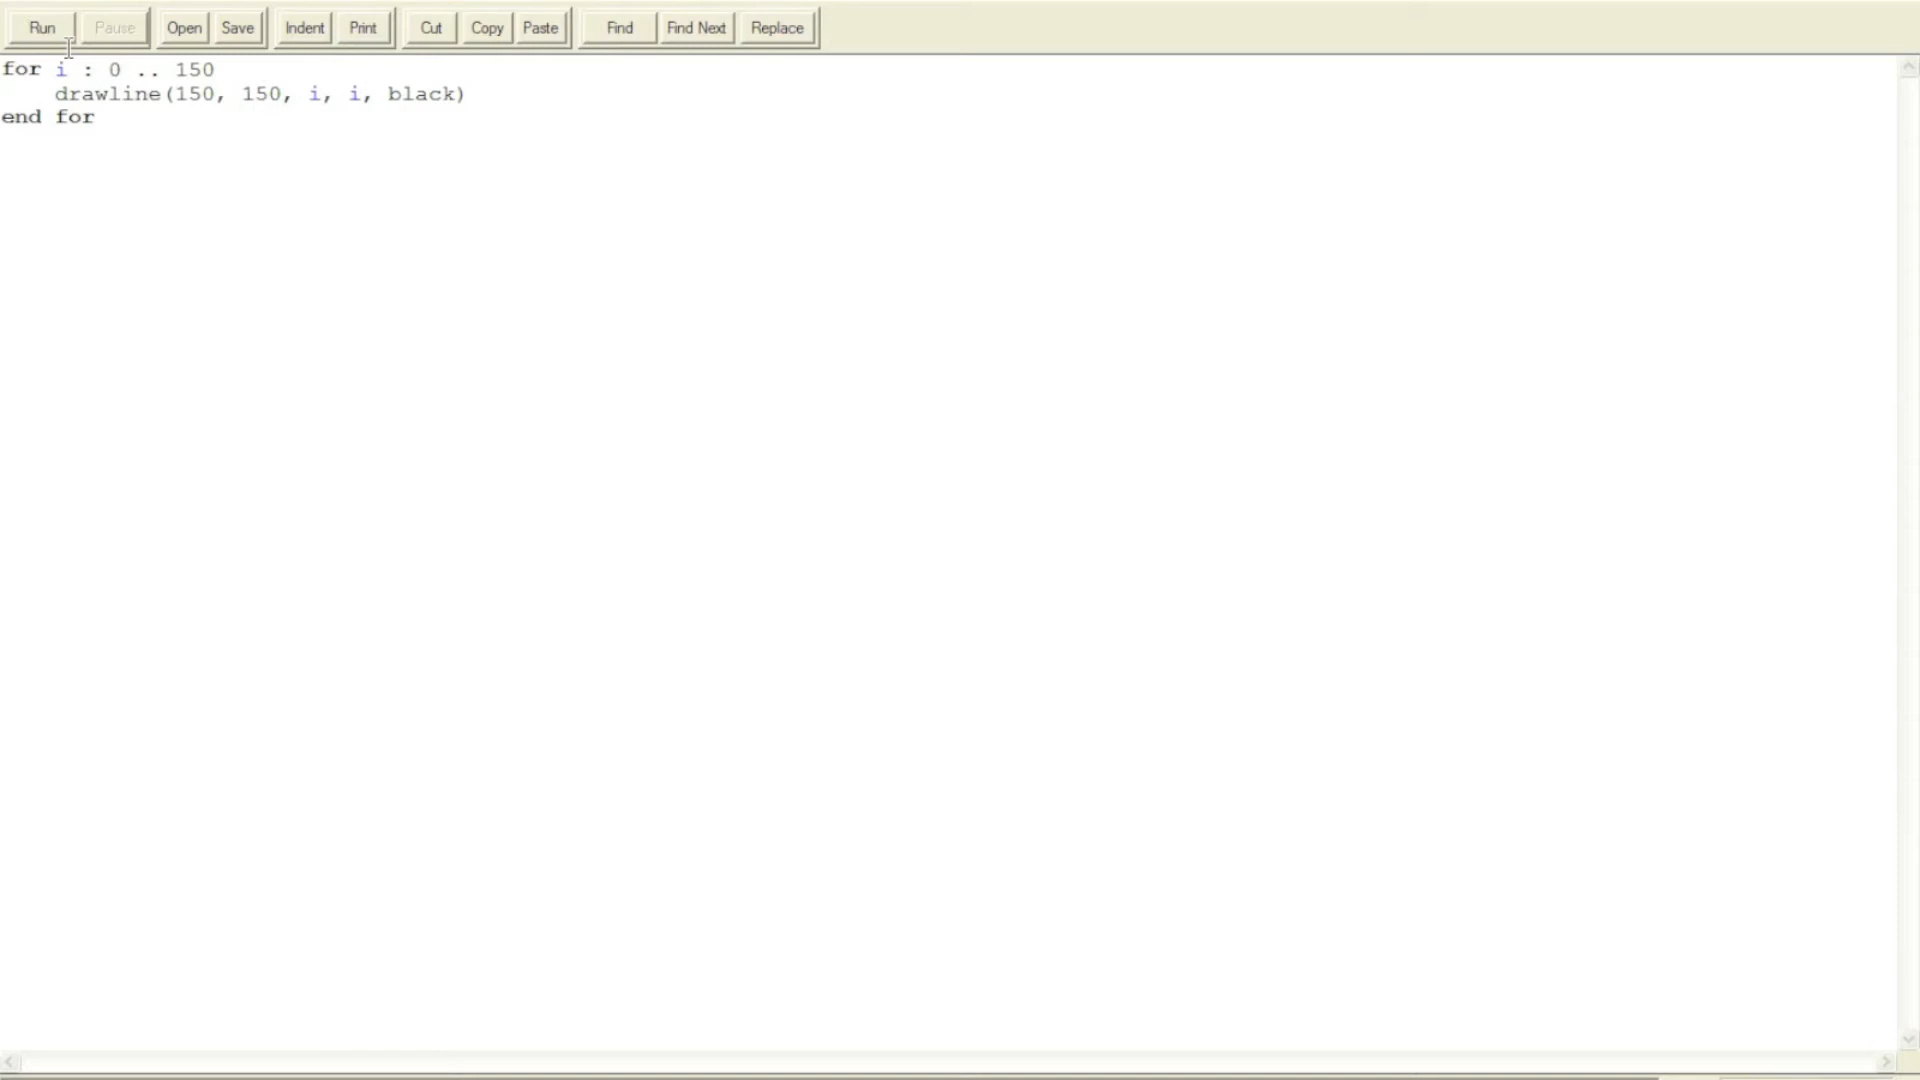 Run Pause Open Save Indent Print Cut Copy Paste Find Find Next Replace
for i : 0 .. 150
    drawline(150, 150, i, i, black)
end for